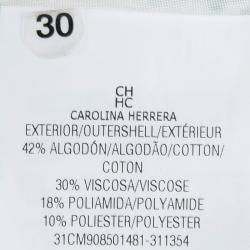 30
CH
HC
CAROLINA HERRERA
EXTERIOR/OUTERSHELL/EXTÉRIEUR
42% ALGODÓN/ALGODÃO/COTTON/
COTON
30% VISCOSA/VISCOSE
18% POLIAMIDA/POLYAMIDE
10% POLIESTER/POLYESTER
31CM908501481-311354